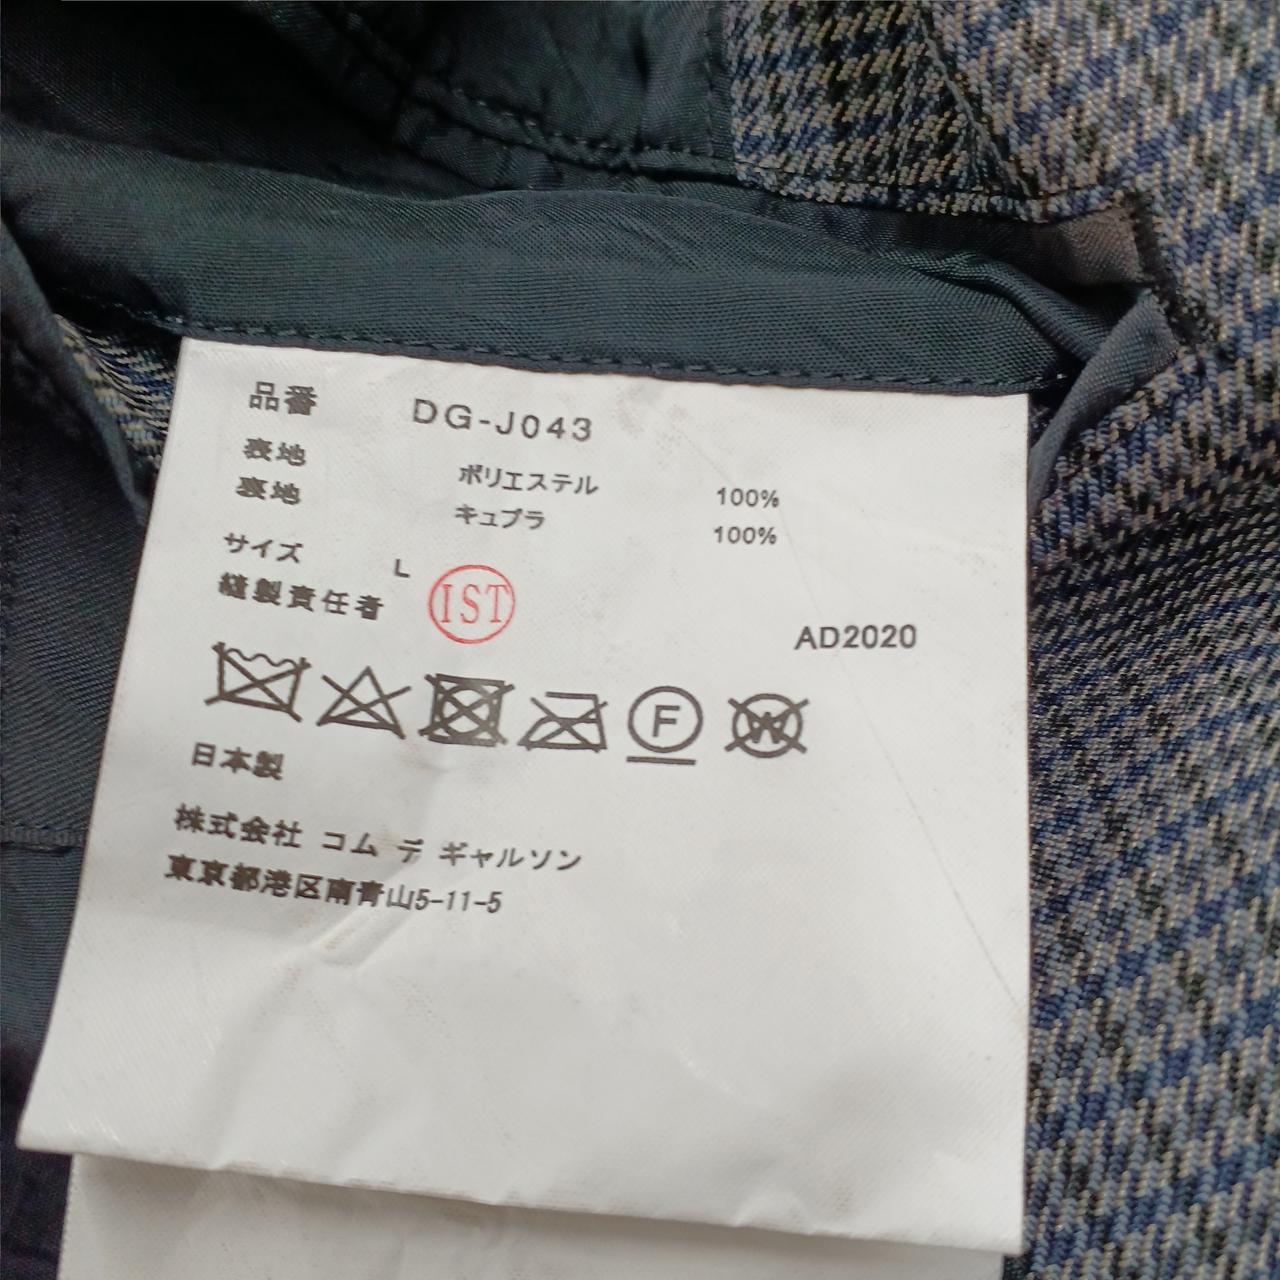 品番 DG-J043
表地 ポリエステル 100%
裏地 キュプラ 100%
サイズ L
縫製責任者 IST
AD2020
F W
日本製
株式会社 コム デ ギャルソン
東京都港区南青山5-11-5